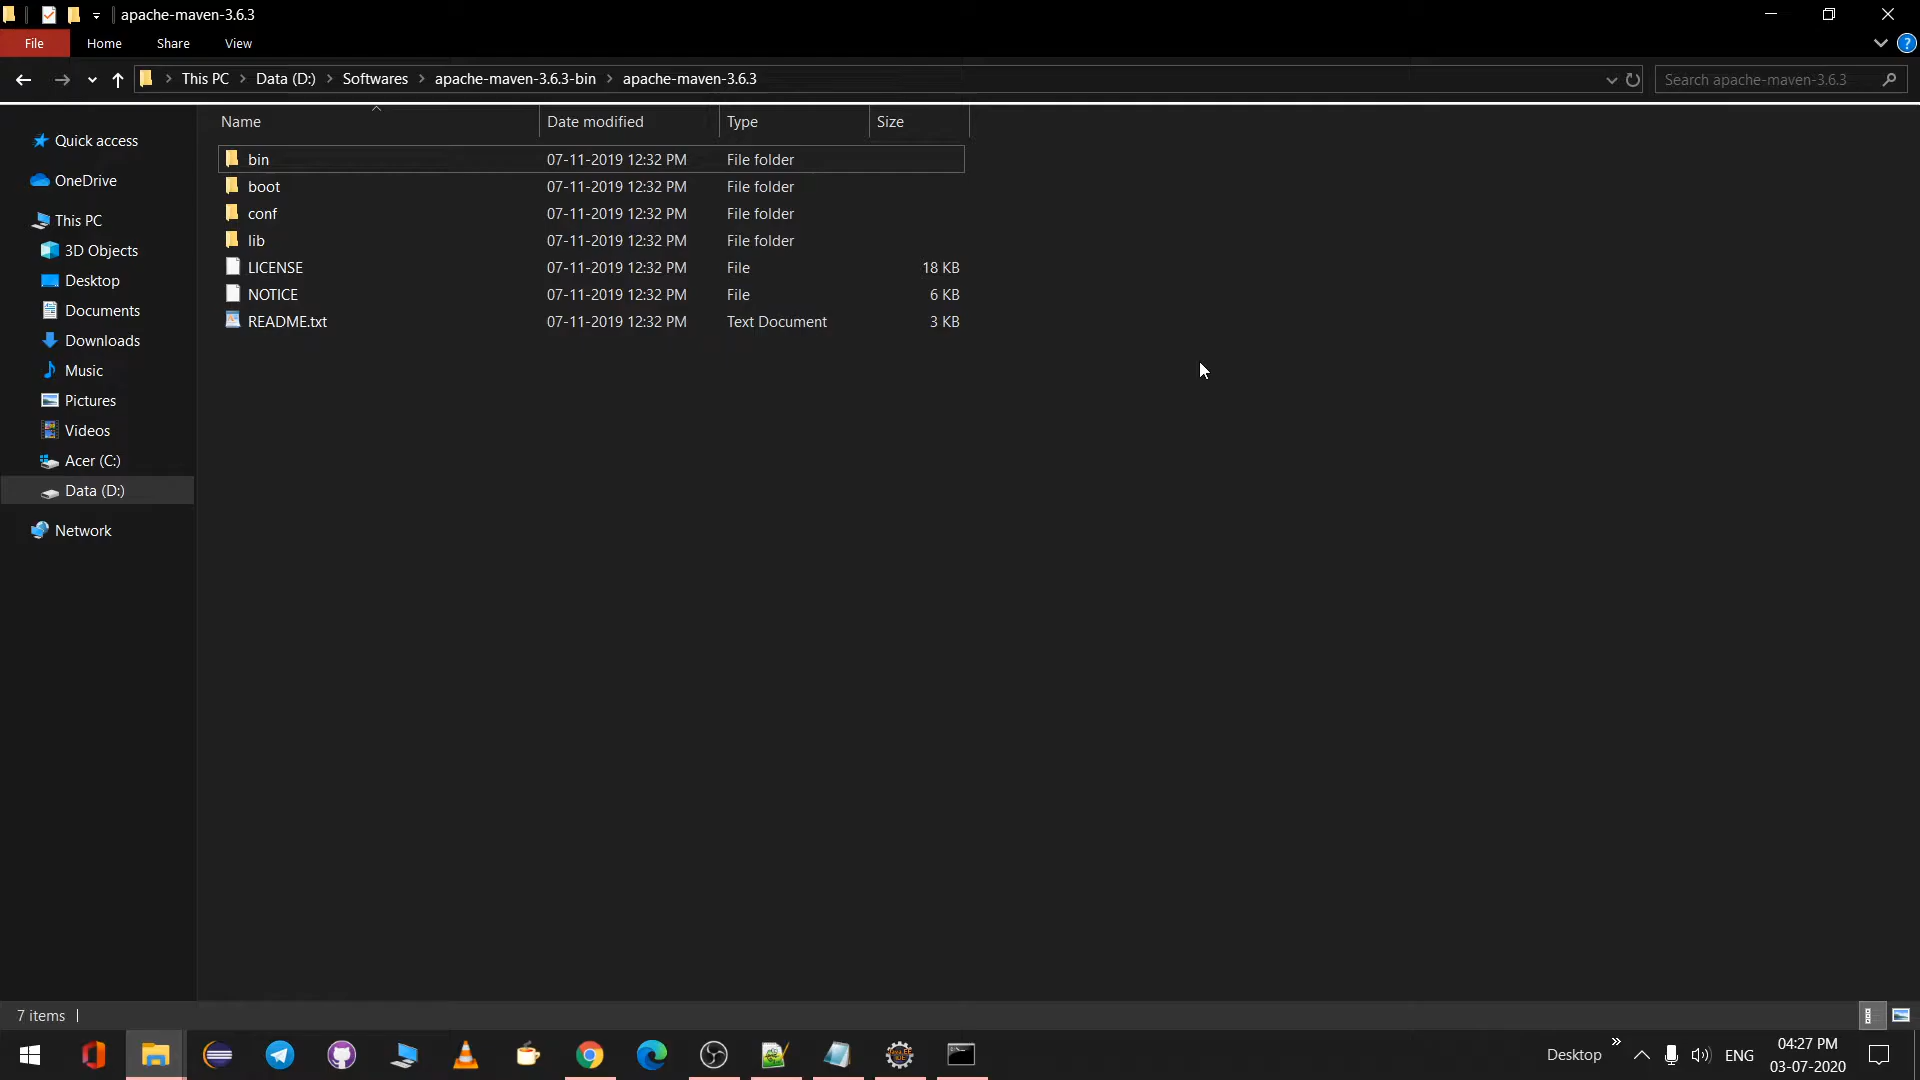 apache-maven-3.6.3
File Home Share View
This PC Data (D:) Softwares apache-maven-3.6.3-bin apache-maven-3.6.3
Search apache-maven-3.6.3
Name Date modified Type Size
bin 07-11-2019 12:32 PM File folder
boot 07-11-2019 12:32 PM File folder
conf 07-11-2019 12:32 PM File folder
lib 07-11-2019 12:32 PM File folder
LICENSE 07-11-2019 12:32 PM File 18 KB
NOTICE 07-11-2019 12:32 PM File 6 KB
README.txt 07-11-2019 12:32 PM Text Document 3 KB
Quick access
OneDrive
This PC
3D Objects
Desktop
Documents
Downloads
Music
Pictures
Videos
Acer (C:)
Data (D:)
Network
7 items
Desktop
ENG
04:27 PM
03-07-2020